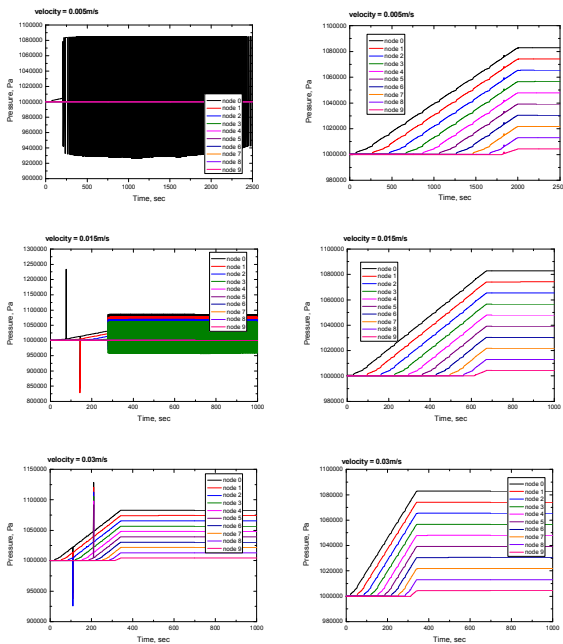 velocity = 0.005m/s
1100000
1080000
1060000
1040000
1020000
1000000
980000
960000
940000
920000
900000
Pressure, Pa
node 0
node 1
node 2
node 3
node 4
node 5
node 6
node 7
node 8
node 9
0 500 1000 1500 2000 2500
Time, sec
velocity = 0.005m/s
1100000
1080000
1060000
1040000
1020000
1000000
980000
Pressure, Pa
node 0
node 1
node 2
node 3
node 4
node 5
node 6
node 7
node 8
node 9
0 500 1000 1500 2000 2500
Time, sec
velocity = 0.015m/s
1300000
1250000
1200000
1150000
1100000
1050000
1000000
950000
900000
850000
800000
Pressure, Pa
node 0
node 1
node 2
node 3
node 4
node 5
node 6
node 7
node 8
node 9
0 200 400 600 800 1000
Time, sec
velocity = 0.015m/s
1100000
1080000
1060000
1040000
1020000
1000000
980000
Pressure, Pa
node 0
node 1
node 2
node 3
node 4
node 5
node 6
node 7
node 8
node 9
0 200 400 600 800 1000
Time, sec
velocity = 0.03m/s
1150000
1100000
1050000
1000000
950000
900000
Pressure, Pa
node 0
node 1
node 2
node 3
node 4
node 5
node 6
node 7
node 8
node 9
0 200 400 600 800 1000
Time, sec
velocity = 0.03m/s
1100000
1080000
1060000
1040000
1020000
1000000
980000
Pressure, Pa
node 0
node 1
node 2
node 3
node 4
node 5
node 6
node 7
node 8
node 9
0 200 400 600 800 1000
Time, sec